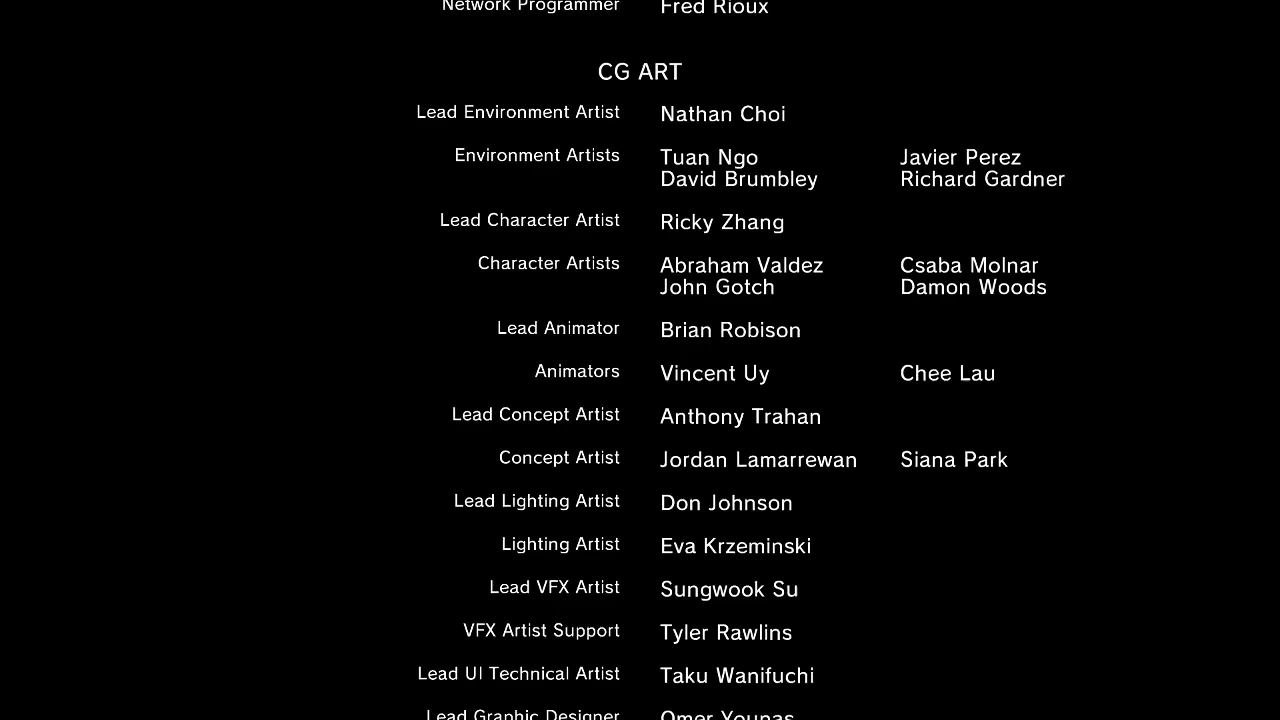 Network Programmer Fred Rioux
CG ART
Lead Environment Artist Nathan Choi
Environment Artists Tuan Ngo Javier Perez
David Brumbley Richard Gardner
Lead Character Artist Ricky Zhang
Character Artists Abraham Valdez Csaba Molnar
John Gotch Damon Woods
Lead Animator Brian Robison
Animators Vincent Uy Chee Lau
Lead Concept Artist Anthony Trahan
Concept Artist Jordan Lamarrewan Siana Park
Lead Lighting Artist Don Johnson
Lighting Artist Eva Krzeminski
Lead VFX Artist Sungwook Su
VFX Artist Support Tyler Rawlins
Lead UI Technical Artist Taku Wanifuchi
Lead Graphic Designer Omer Younas